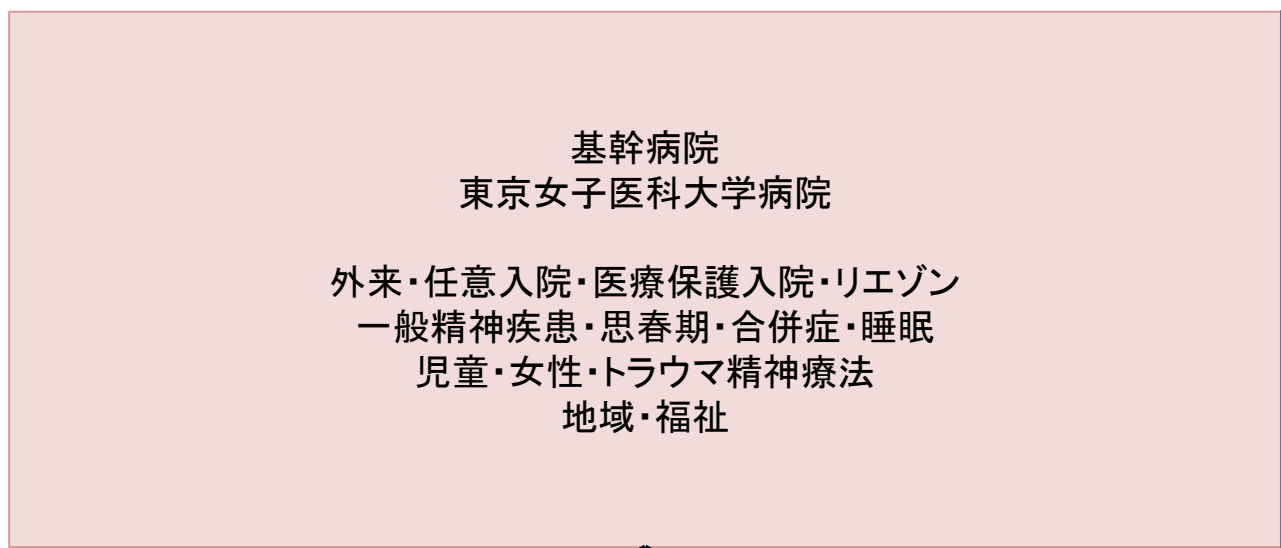 基幹病院
東京女子医科大学病院
外来・任意入院・医療保護入院・リエゾン
一般精神疾患・思春期・合併症・睡眠
児童・女性・トラウマ精神療法
地域・福祉